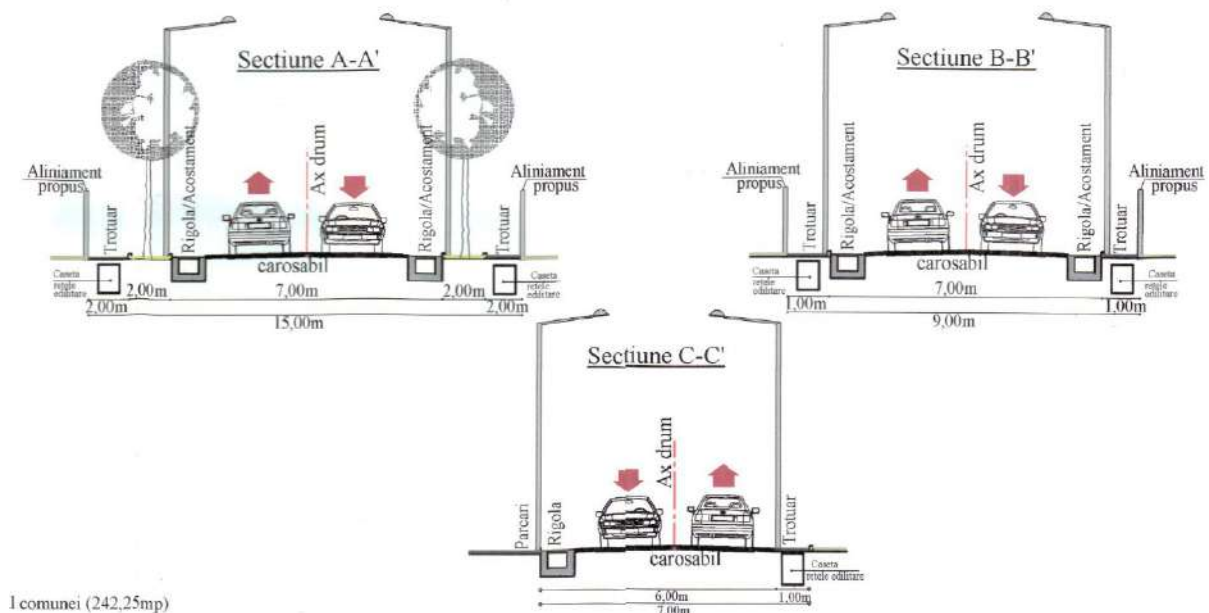 Sectiune A-A'
Aliniament
propus
Trotuar
Rigola/Acostament
Ax drum
Rigola/Acostament
Trotuar
Aliniament
propus
carosabil
Caseta
retele
edilitare
Caseta
retele
edilitare
2,00m
7,00m
2,00m
2,00m
2,00m
15,00m
Sectiune B-B'
Aliniament
propus
Trotuar
Rigola/Acostament
Ax drum
Rigola/Acostament
Trotuar
Aliniament
propus
carosabil
Caseta
retele
edilitare
Caseta
retele
edilitare
1,00m
7,00m
1,00m
9,00m
Sectiune C-C'
Parcari
Rigola
Ax drum
Trotuar
carosabil
Caseta
retele edilitare
6,00m
1,00m
7,00m
l comunei (242,25mp)